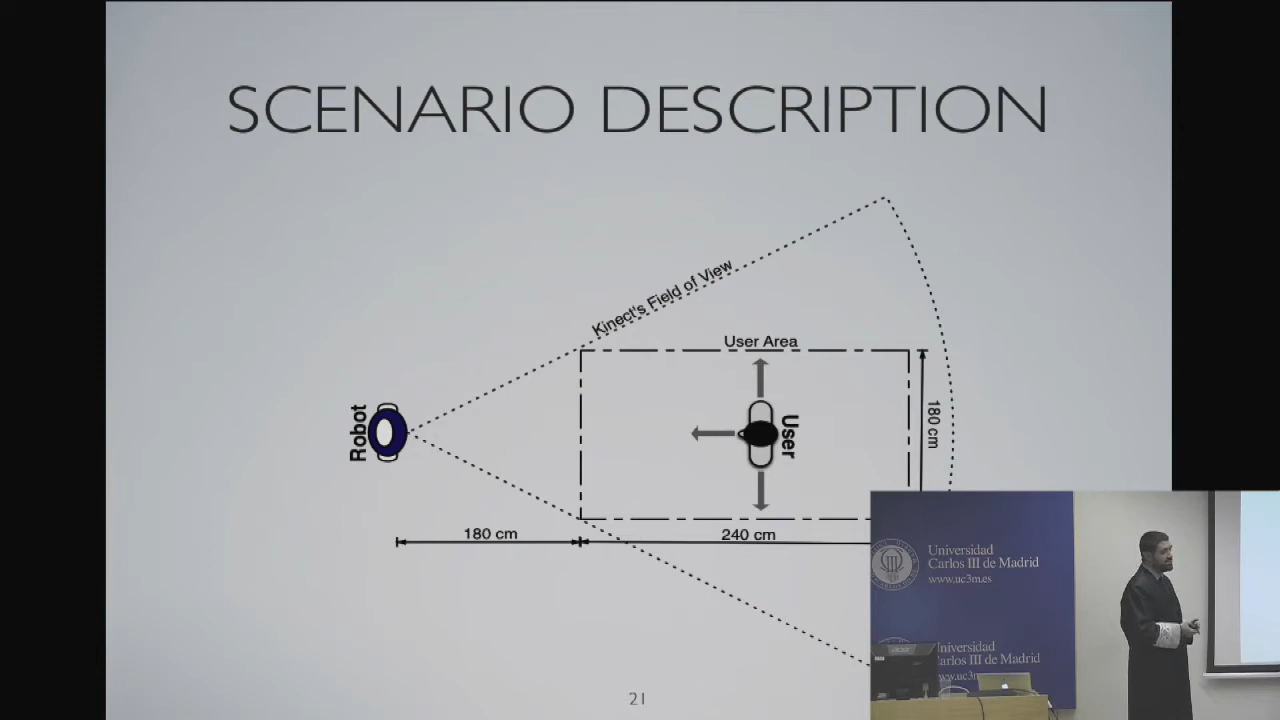 SCENARIO DESCRIPTION
Kinect's Field of View
User Area
Robot
User
180 cm
180 cm
240 cm
21
Universidad
Carlos III de Madrid
www.uc3m.es
Carlos III de Madrid